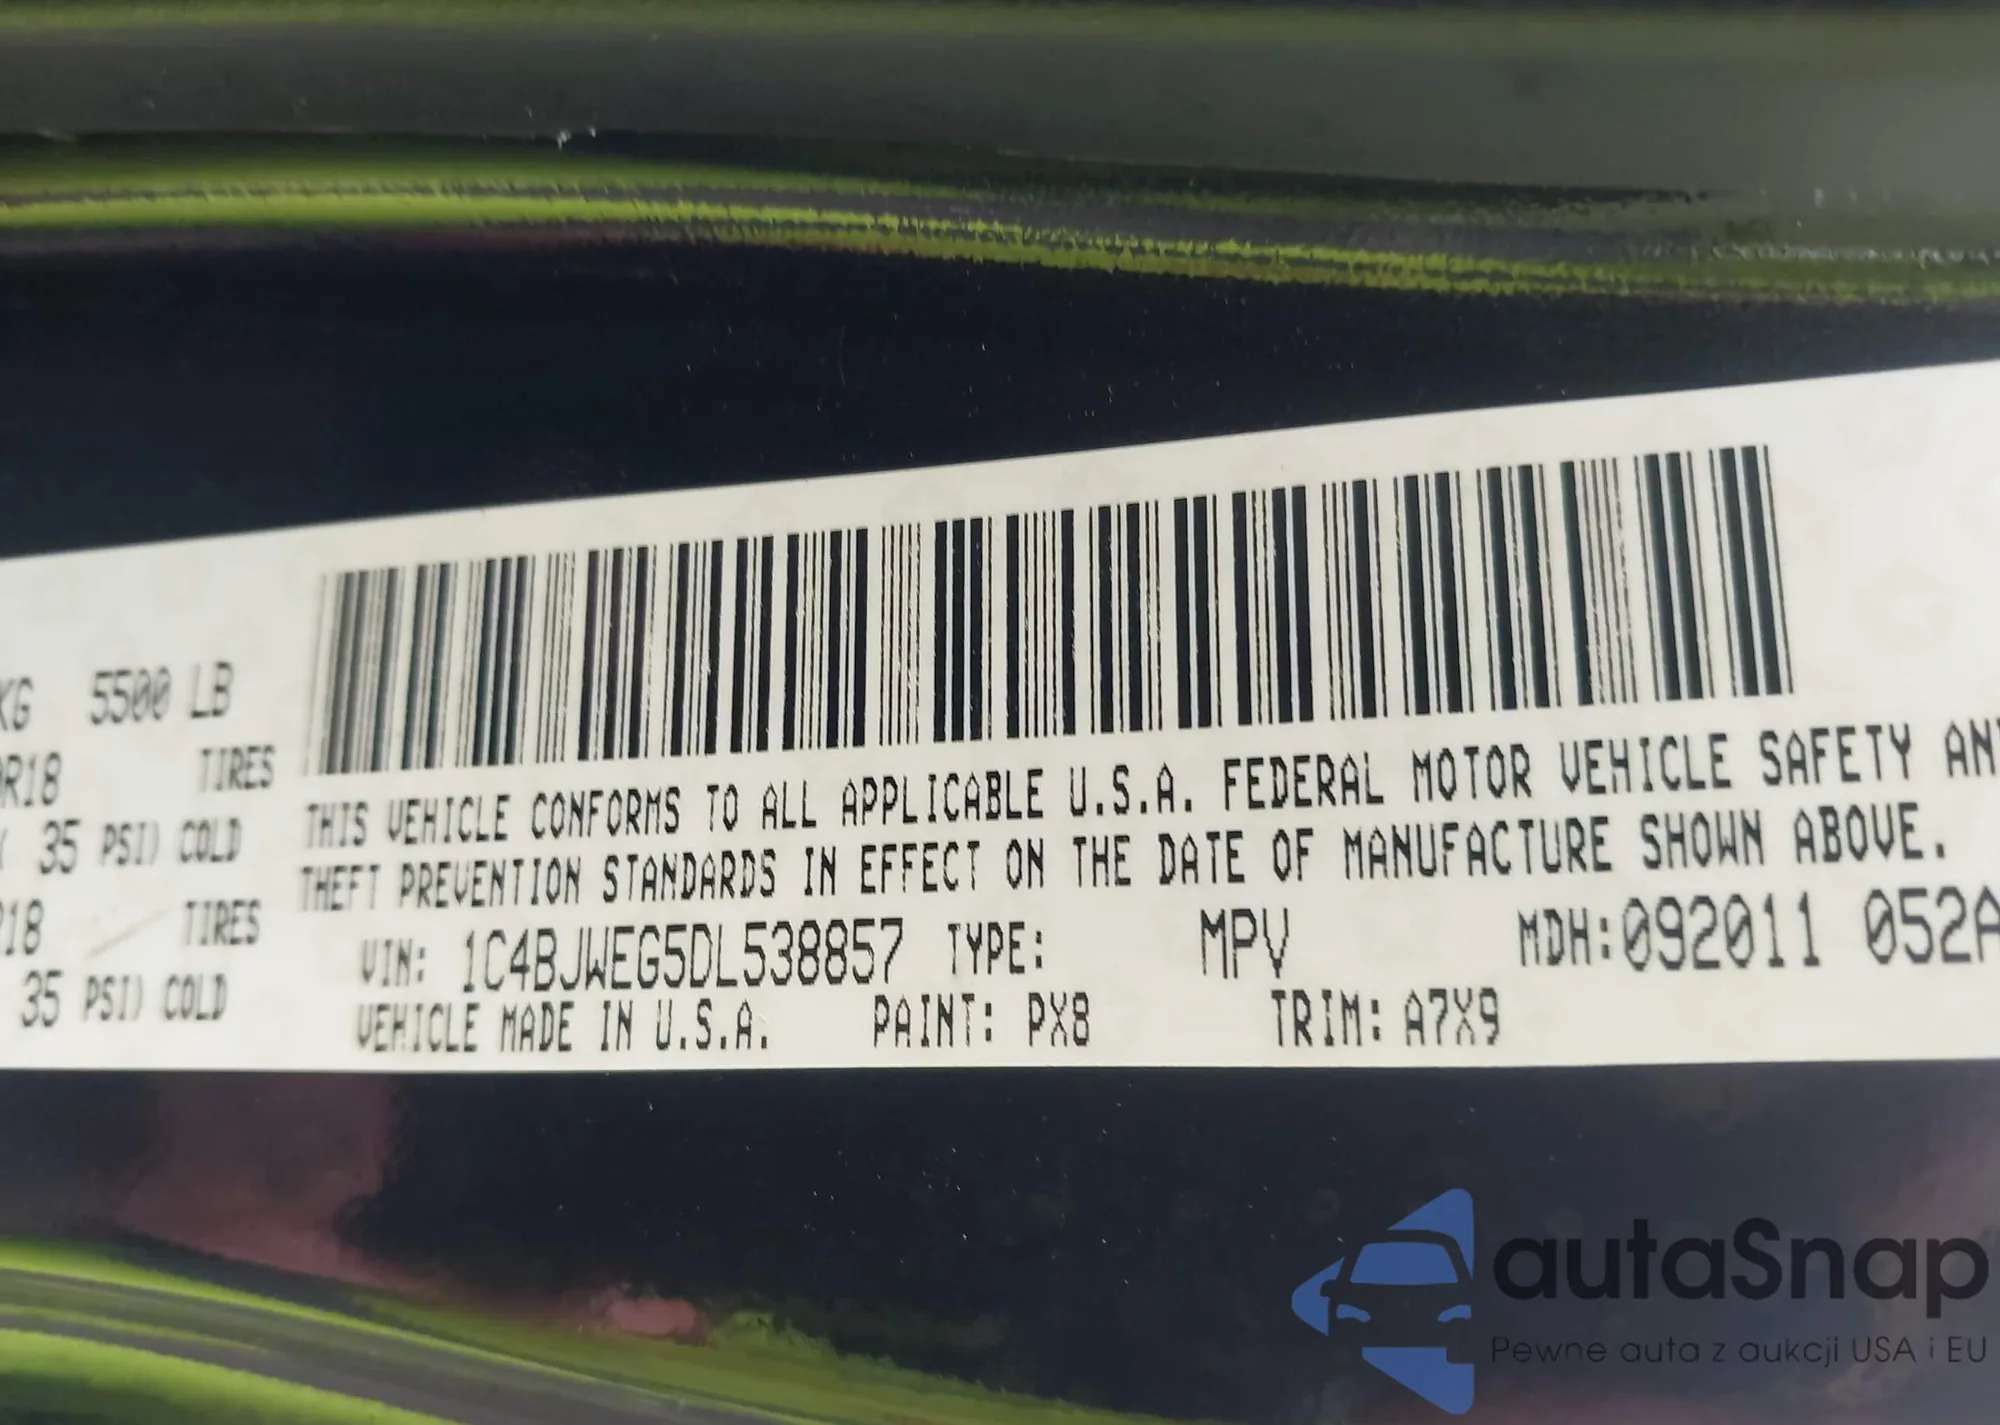 KG 5500 LB
R18 TIRES
35 PSI) COLD
R18 TIRES
35 PSI) COLD
THIS VEHICLE CONFORMS TO ALL APPLICABLE U.S.A. FEDERAL MOTOR VEHICLE SAFETY AN
THEFT PREVENTION STANDARDS IN EFFECT ON THE DATE OF MANUFACTURE SHOWN ABOVE.
VIN: 1C4BJWEG5DL538857 TYPE: MPV MDH:092011 052A
VEHICLE MADE IN U.S.A. PAINT: PX8 TRIM: A7X9
autaSnap
Pewne auta z aukcji USA i EU